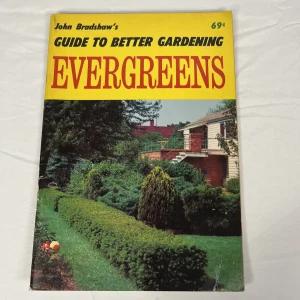 John Bradshaw's
69¢
GUIDE TO BETTER GARDENING
EVERGREENS